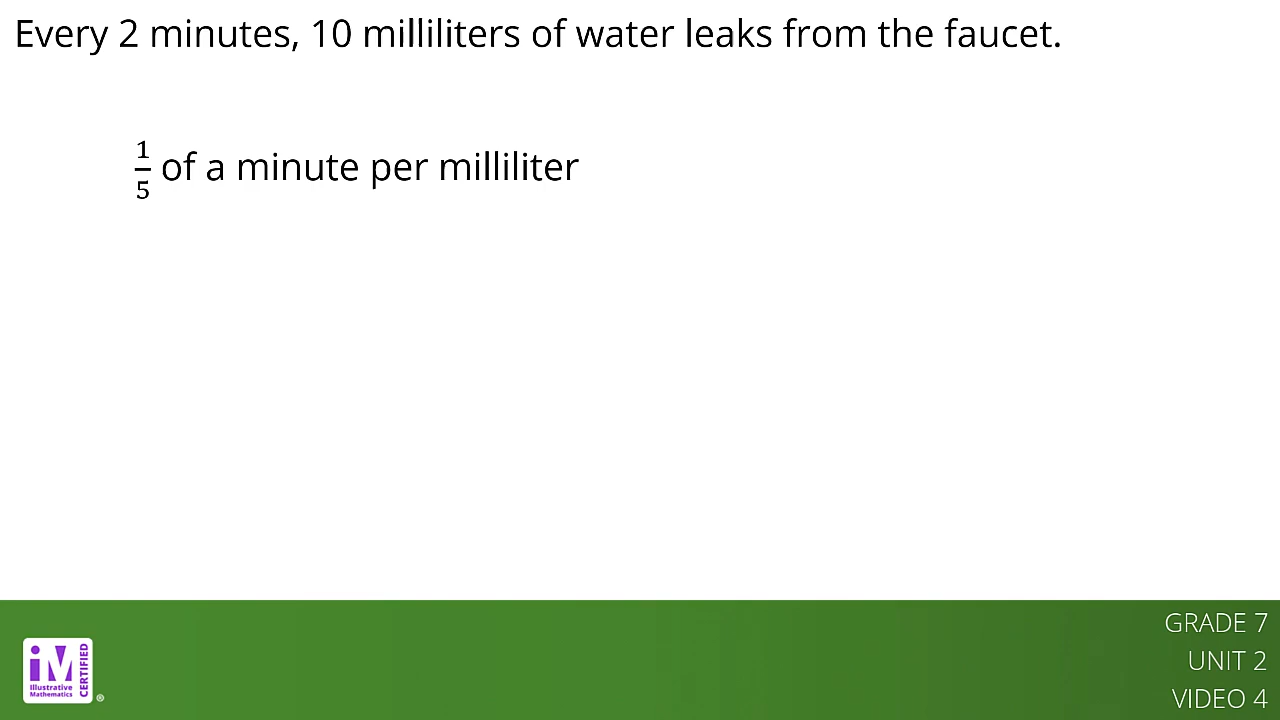 Every 2 minutes, 10 milliliters of water leaks from the faucet.
1/5 of a minute per milliliter
GRADE 7
UNIT 2
VIDEO 4
iM CERTIFIED
Illustrative
Mathematics
®